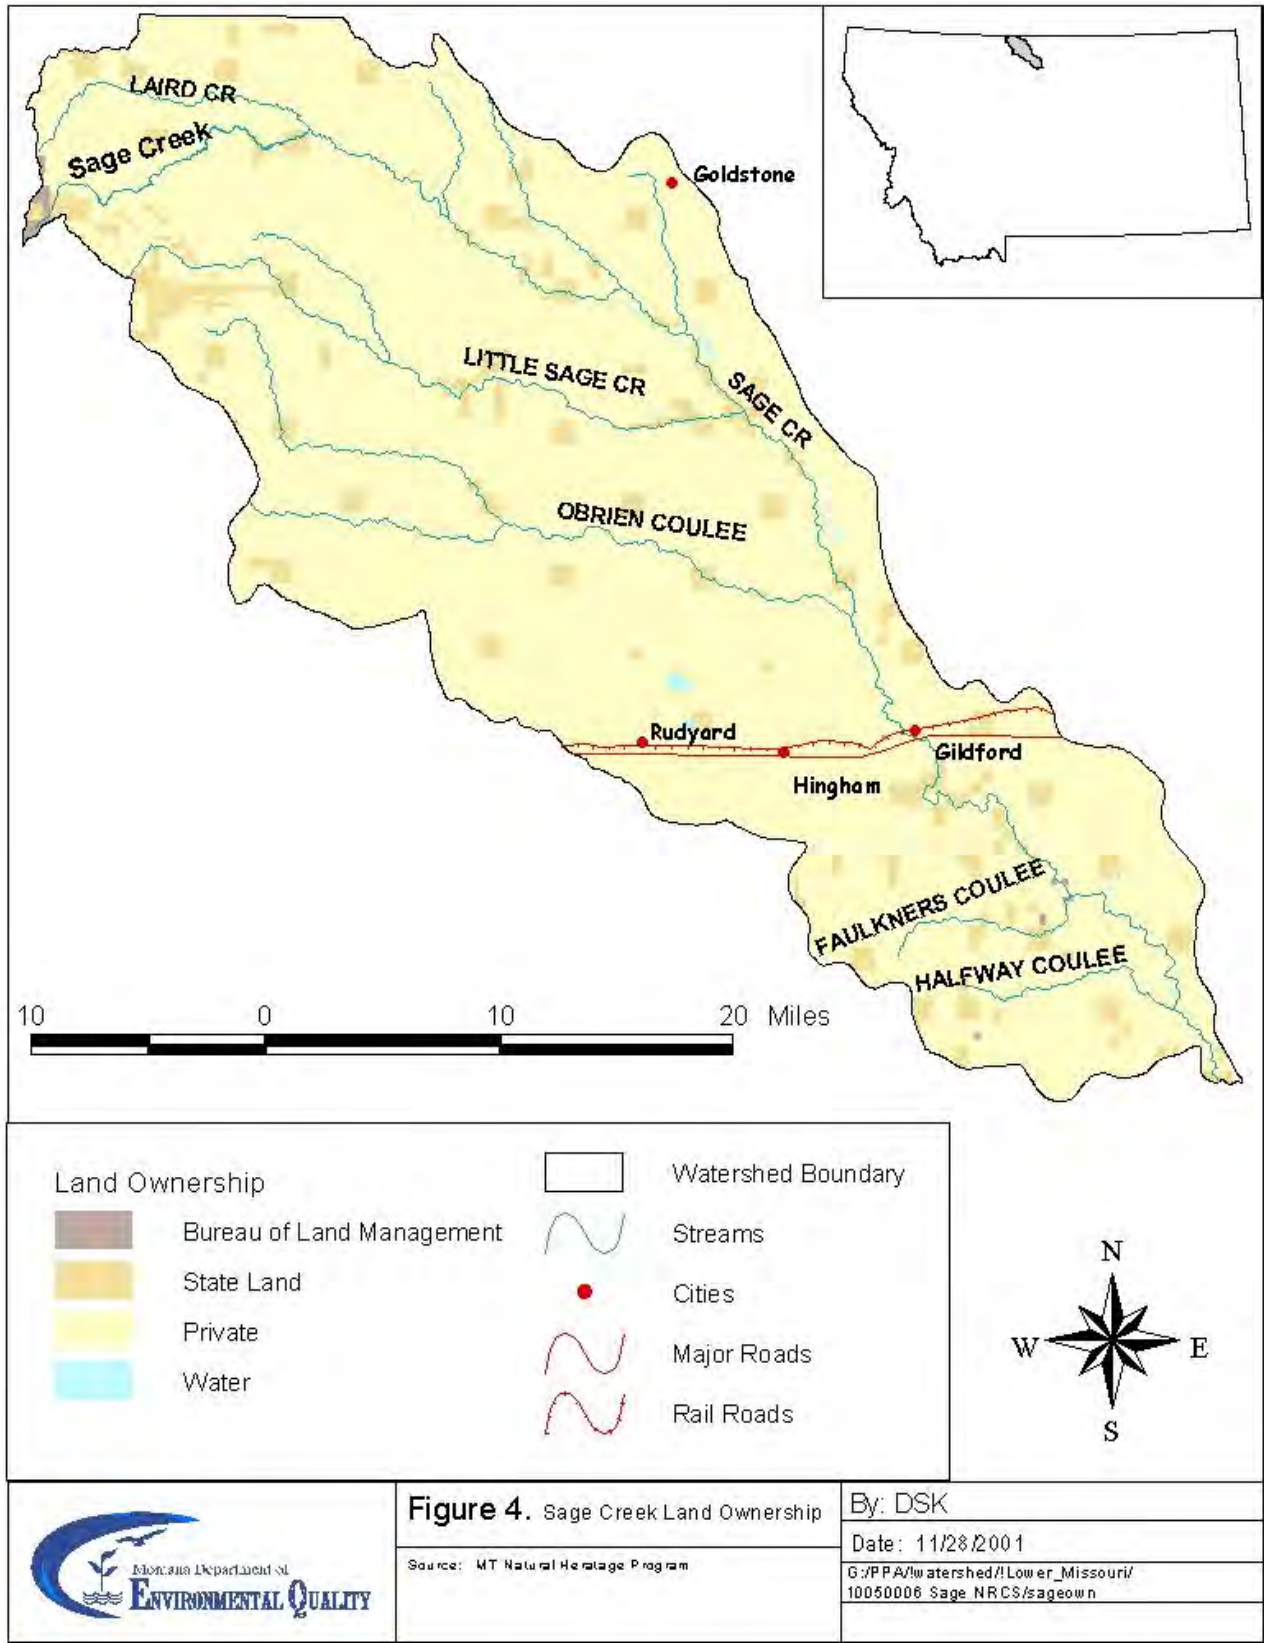 LAIRD CR
Sage Creek
Goldstone
LITTLE SAGE CR
SAGE CR
OBRIEN COULEE
Rudyard
Gildford
Hingham
FAULKNERS COULEE
HALFWAY COULEE
10 0 10 20 Miles
Land Ownership
Bureau of Land Management
State Land
Private
Water
Watershed Boundary
Streams
Cities
Major Roads
Rail Roads
N
W E
S
Montana Department of
ENVIRONMENTAL QUALITY
Figure 4. Sage Creek Land Ownership
Source: MT Natural Heratage Program
By: DSK
Date: 11/28/2001
G:/PPA/!watershed/!Lower_Missouri/
10050006 Sage NRCS/sageown